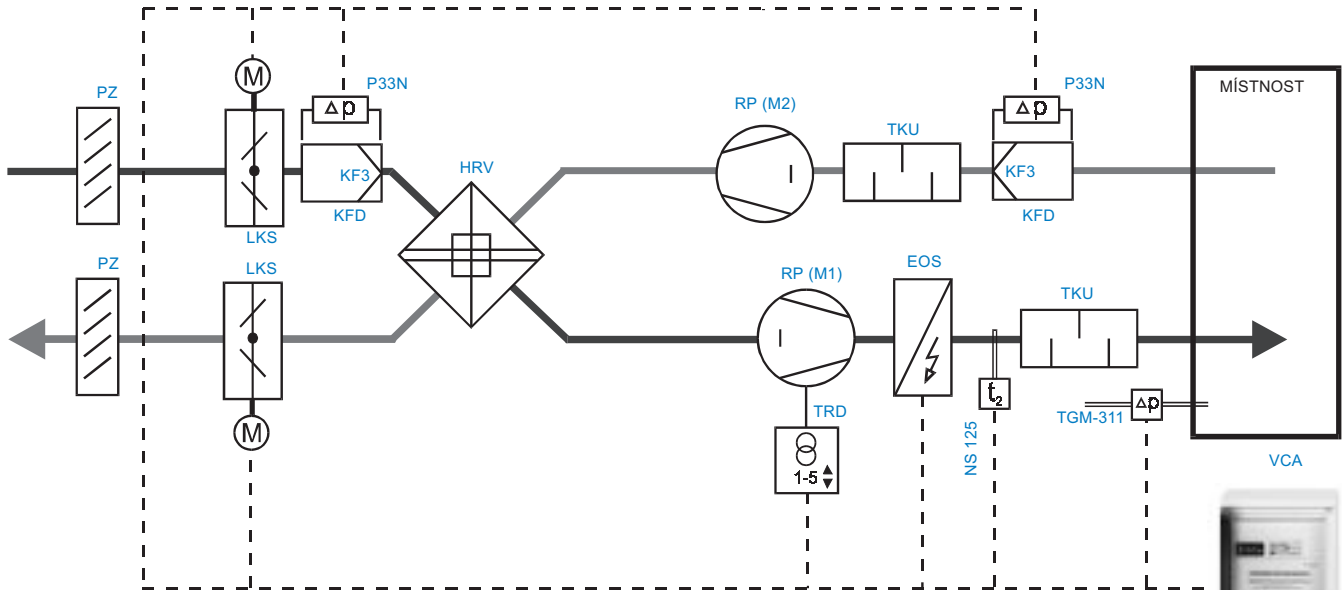 PZ
M
P33N
Δp
KF3
KFD
LKS
HRV
RP (M2)
TKU
P33N
Δp
KF3
KFD
MÍSTNOST
PZ
LKS
M
RP (M1)
TRD
1-5
EOS
t₂
NS 125
TKU
Δp
TGM-311
VCA